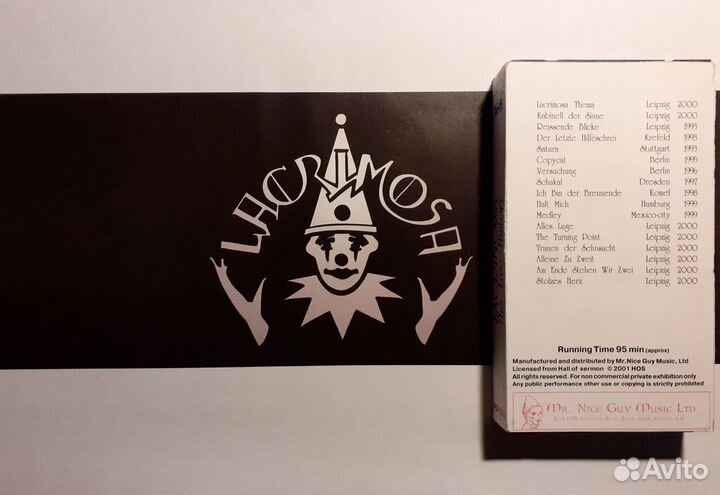 LACRIMOSA
Lacrimosa Thema Leipzig 2000
Kabinett der Sinne Leipzig 2000
Reissende Blicke Leipzig 1993
Der Letzte Hilfeschrei Krefeld 1993
Satura Stuttgart 1993
Copycat Berlin 1995
Versuchung Berlin 1996
Schakal Dresden 1997
Ich Bin der Brennende Komel 1998
Halt Mich Hamburg 1999
Medley Mexico-city 1999
Alles Luge Leipzig 2000
The Turning Point Leipzig 2000
Tranen der Sehnsucht Leipzig 2000
Alleine Zu Zweit Leipzig 2000
Am Ende Stehen Wir Zwei Leipzig 2000
Stolzes Herz Leipzig 2000
Running Time 95 min (approx)
Manufactured and distributed by Mr.Nice Guy Music, Ltd
Licensed from Hall of sermon © 2001 HOS
All rights reserved. For non commercial private exhibition only
Any public performance other use or copying is strictly prohibited
Mr. Nice Guy Music Ltd
Avito